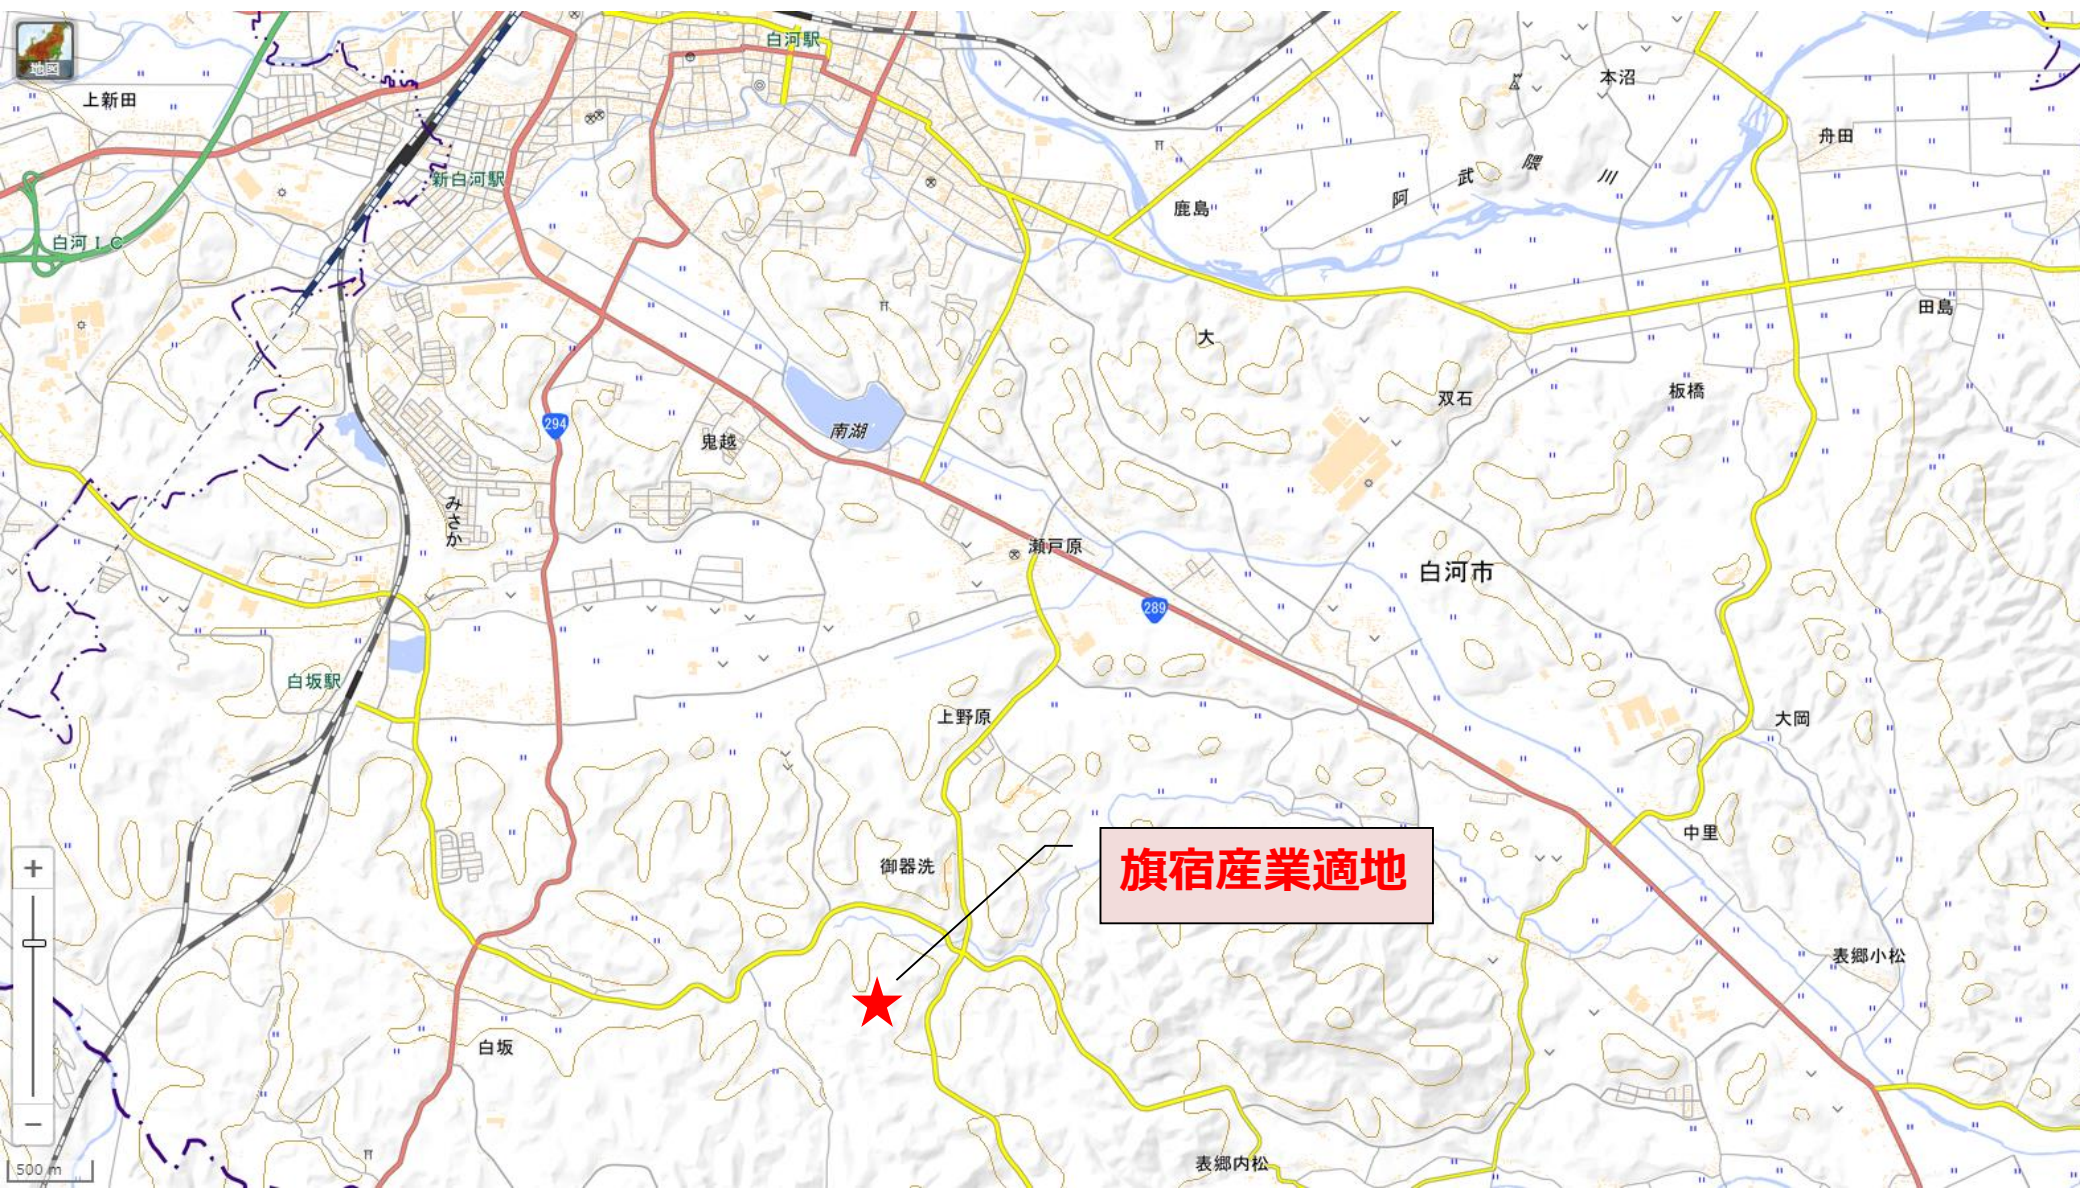 地図
白河駅
本沼
上新田
舟田
新白河駅
阿武隈川
鹿島
白河IC
田島
大
双石
板橋
294
南湖
鬼越
みさか
瀬戸原
白河市
289
白坂駅
上野原
大岡
中里
御器洗
旗宿産業適地
表郷小松
白坂
表郷内松
+
−
500 m